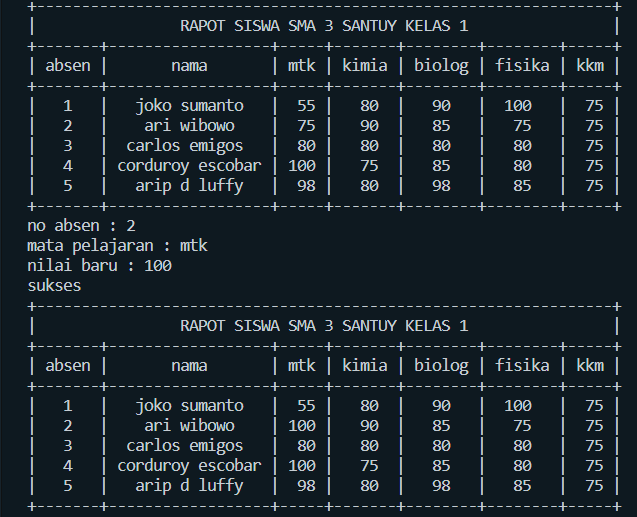 +----------------------------------------------------------------+
|                RAPOT SISWA SMA 3 SANTUY KELAS 1                |
+-------+------------------+-----+-------+--------+--------+-----+
| absen |       nama       | mtk | kimia | biolog | fisika | kkm |
+-------+------------------+-----+-------+--------+--------+-----+
|   1   |   joko sumanto   |  55 |  80   |   90   |  100   |  75 |
|   2   |    ari wibowo    |  75 |  90   |   85   |   75   |  75 |
|   3   |  carlos emigos   |  80 |  80   |   80   |   80   |  75 |
|   4   | corduroy escobar | 100 |  75   |   85   |   80   |  75 |
|   5   |   arip d luffy   |  98 |  80   |   98   |   85   |  75 |
+-------+------------------+-----+-------+--------+--------+-----+
no absen : 2
mata pelajaran : mtk
nilai baru : 100
sukses
+----------------------------------------------------------------+
|                RAPOT SISWA SMA 3 SANTUY KELAS 1                |
+-------+------------------+-----+-------+--------+--------+-----+
| absen |       nama       | mtk | kimia | biolog | fisika | kkm |
+-------+------------------+-----+-------+--------+--------+-----+
|   1   |   joko sumanto   |  55 |  80   |   90   |  100   |  75 |
|   2   |    ari wibowo    | 100 |  90   |   85   |   75   |  75 |
|   3   |  carlos emigos   |  80 |  80   |   80   |   80   |  75 |
|   4   | corduroy escobar | 100 |  75   |   85   |   80   |  75 |
|   5   |   arip d luffy   |  98 |  80   |   98   |   85   |  75 |
+-------+------------------+-----+-------+--------+--------+-----+